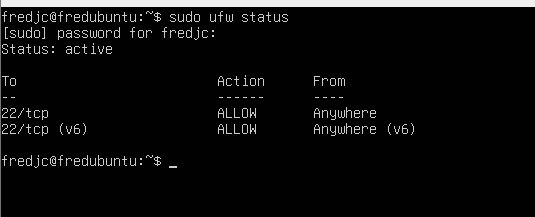 fredjc@fredubuntu:~$ sudo ufw status
[sudo] password for fredjc:
Status: active
To                         Action      From
--                         ------      ----
22/tcp                     ALLOW       Anywhere
22/tcp (v6)                ALLOW       Anywhere (v6)
fredjc@fredubuntu:~$ _